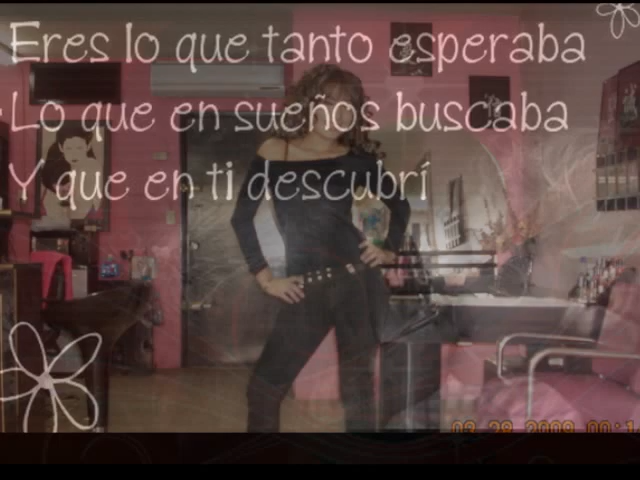 Eres lo que tanto esperaba
Lo que en sueños buscaba
Y que en ti descubrí